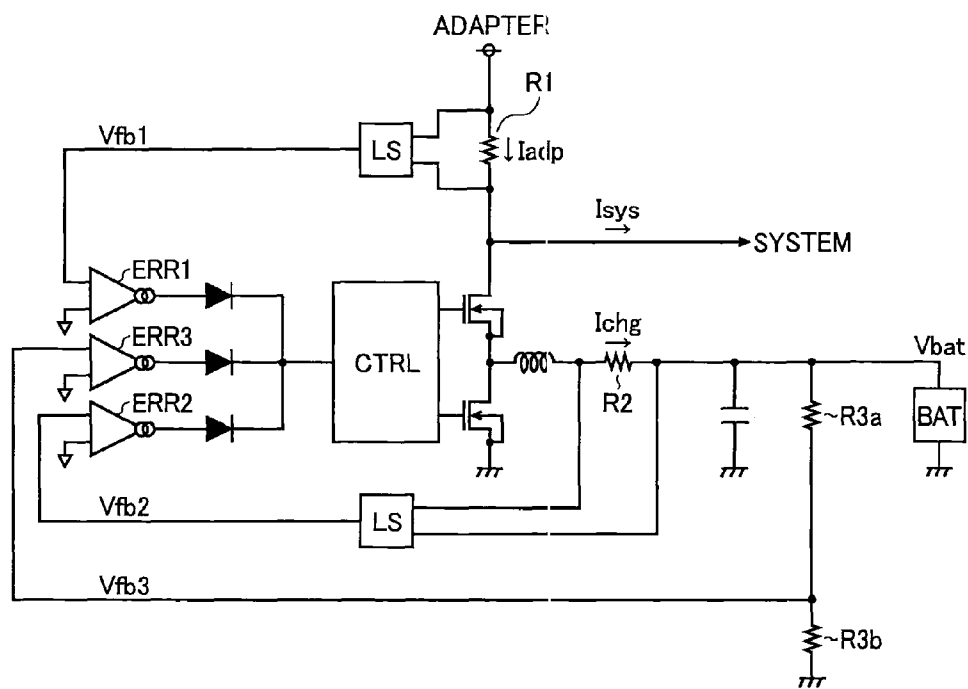 ADAPTER
R1
Vfb1
LS
Iadp
Isys
SYSTEM
ERR1
ERR3
ERR2
CTRL
Ichg
R2
Vbat
R3a
BAT
Vfb2
LS
Vfb3
R3b